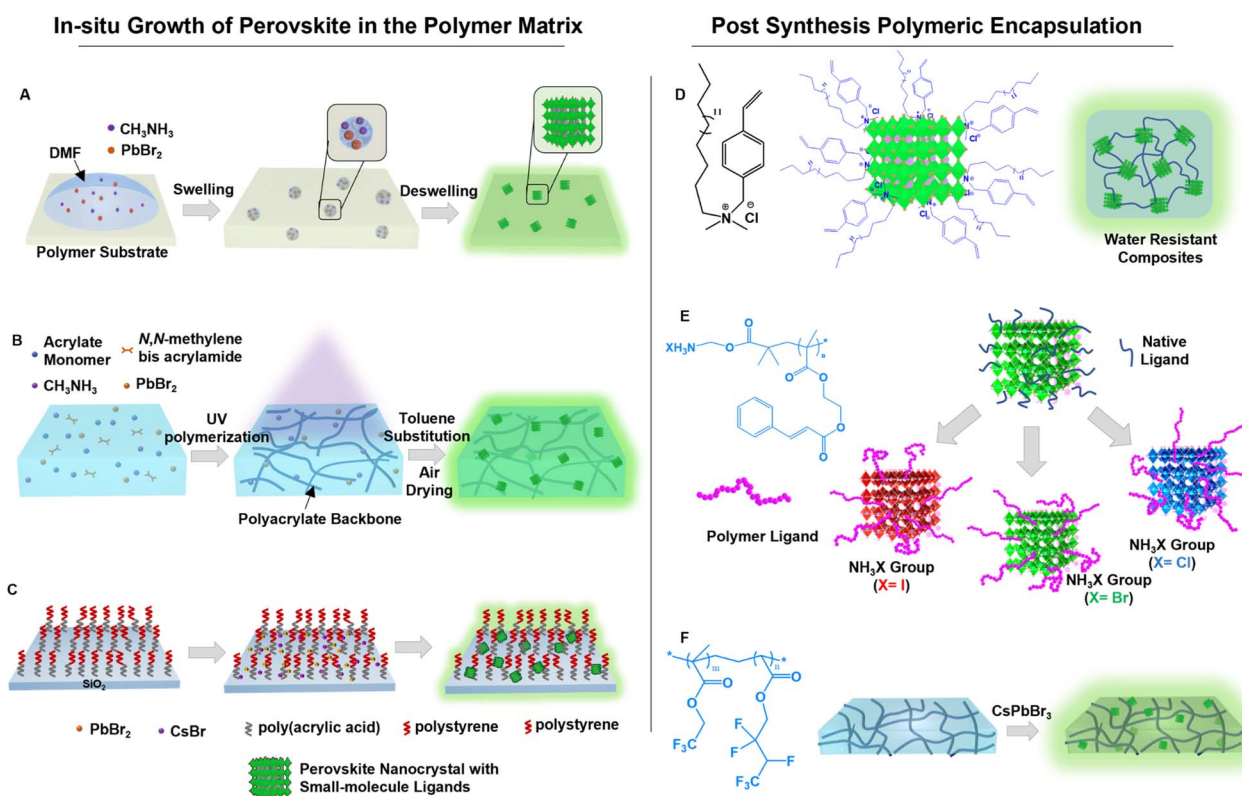 In-situ Growth of Perovskite in the Polymer Matrix
Post Synthesis Polymeric Encapsulation
A
CH₃NH₃
PbBr₂
DMF
Swelling
Deswelling
Polymer Substrate
B
Acrylate
Monomer
N,N-methylene
bis acrylamide
CH₃NH₃
PbBr₂
UV
polymerization
Toluene
Substitution
Air
Drying
Polyacrylate Backbone
C
SiO₂
PbBr₂
CsBr
poly(acrylic acid)
polystyrene
polystyrene
Perovskite Nanocrystal with
Small-molecule Ligands
D
11
N
⊕
⊖
Cl
Water Resistant
Composites
E
XH₃N
O
O
*
n
O
O
O
O
Native
Ligand
Polymer Ligand
NH₃X Group
(X= I)
NH₃X Group
(X= Br)
NH₃X Group
(X= Cl)
F
*
m
n
*
O
O
O
O
F₃C
F
F
F
F₃C
CsPbBr₃